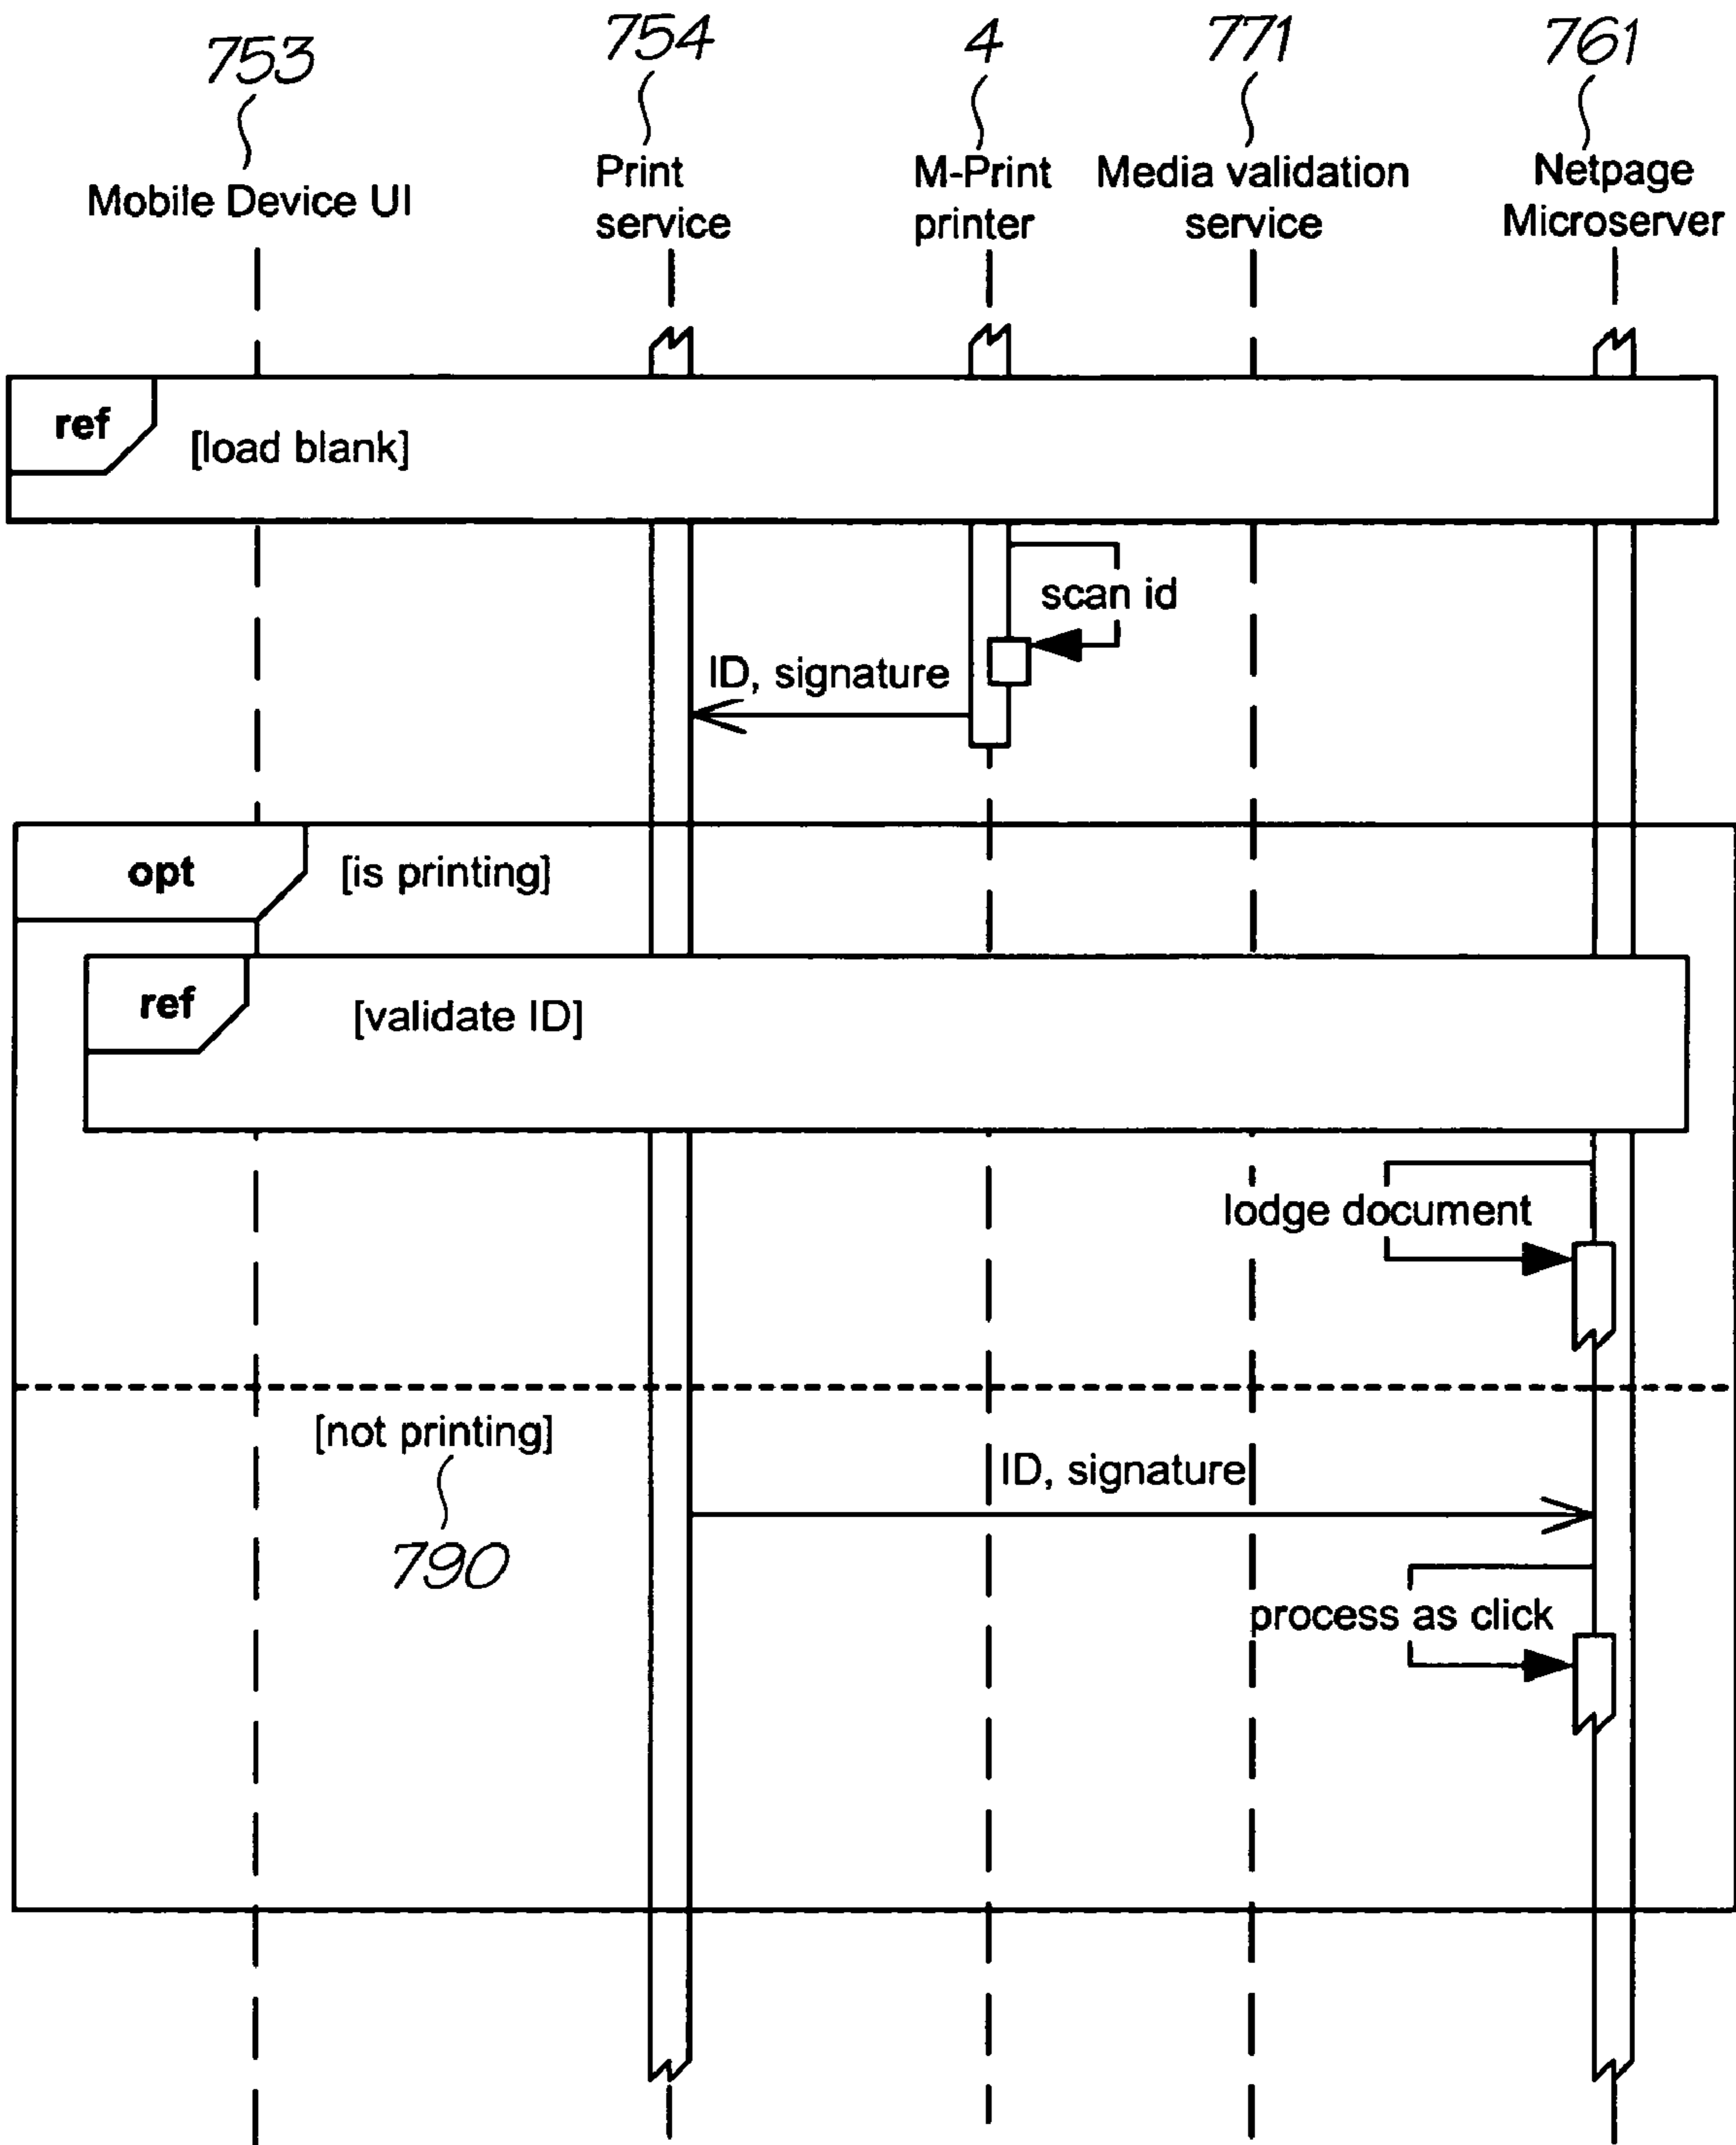 753
754
4
771
761
Mobile Device UI
Print
service
M-Print
printer
Media validation
service
Netpage
Microserver
ref
[load blank]
scan id
ID, signature
opt
[is printing]
ref
[validate ID]
lodge document
[not printing]
ID, signature
790
process as click